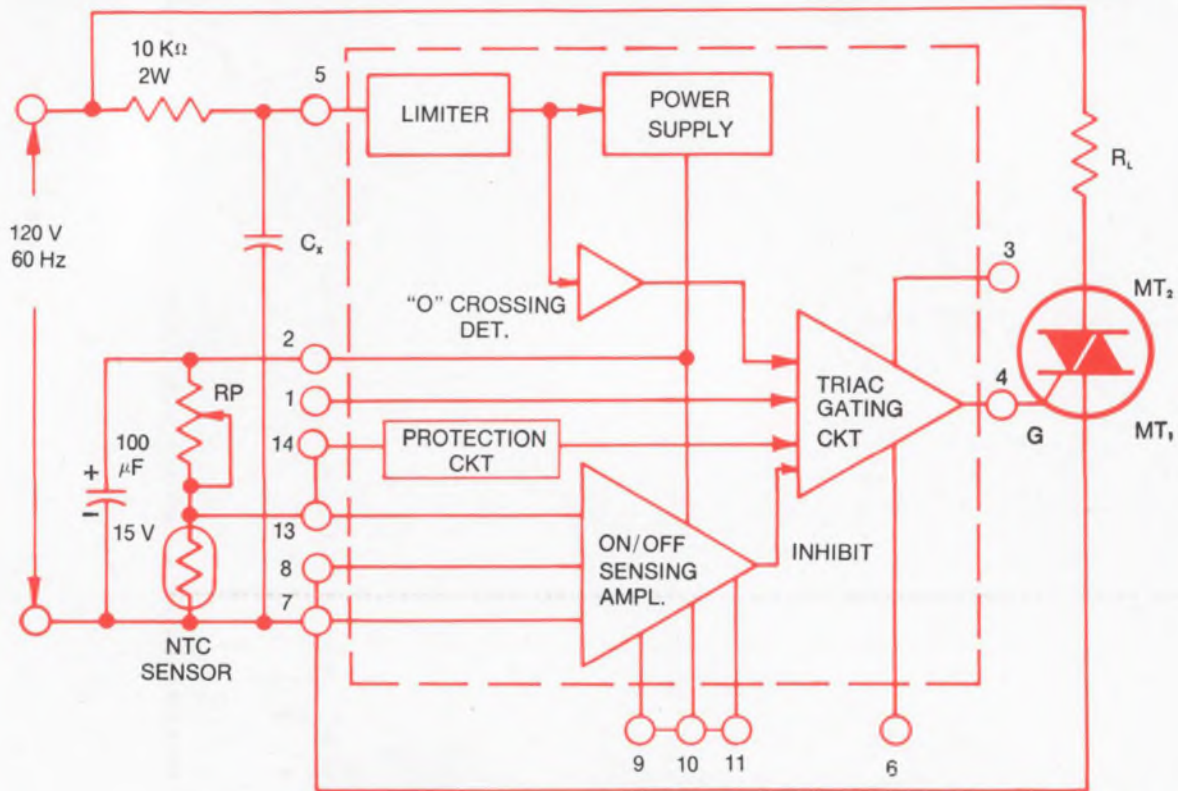 10 KΩ
2W
5
LIMITER
POWER
SUPPLY
R_L
120 V
60 Hz
C_x
"O" CROSSING
DET.
3
MT_2
2
RP
1
TRIAC
GATING
CKT
4
G
MT_1
100
μF
+
-
14
PROTECTION
CKT
15 V
13
8
7
ON/OFF
SENSING
AMPL.
INHIBIT
NTC
SENSOR
9
10
11
6